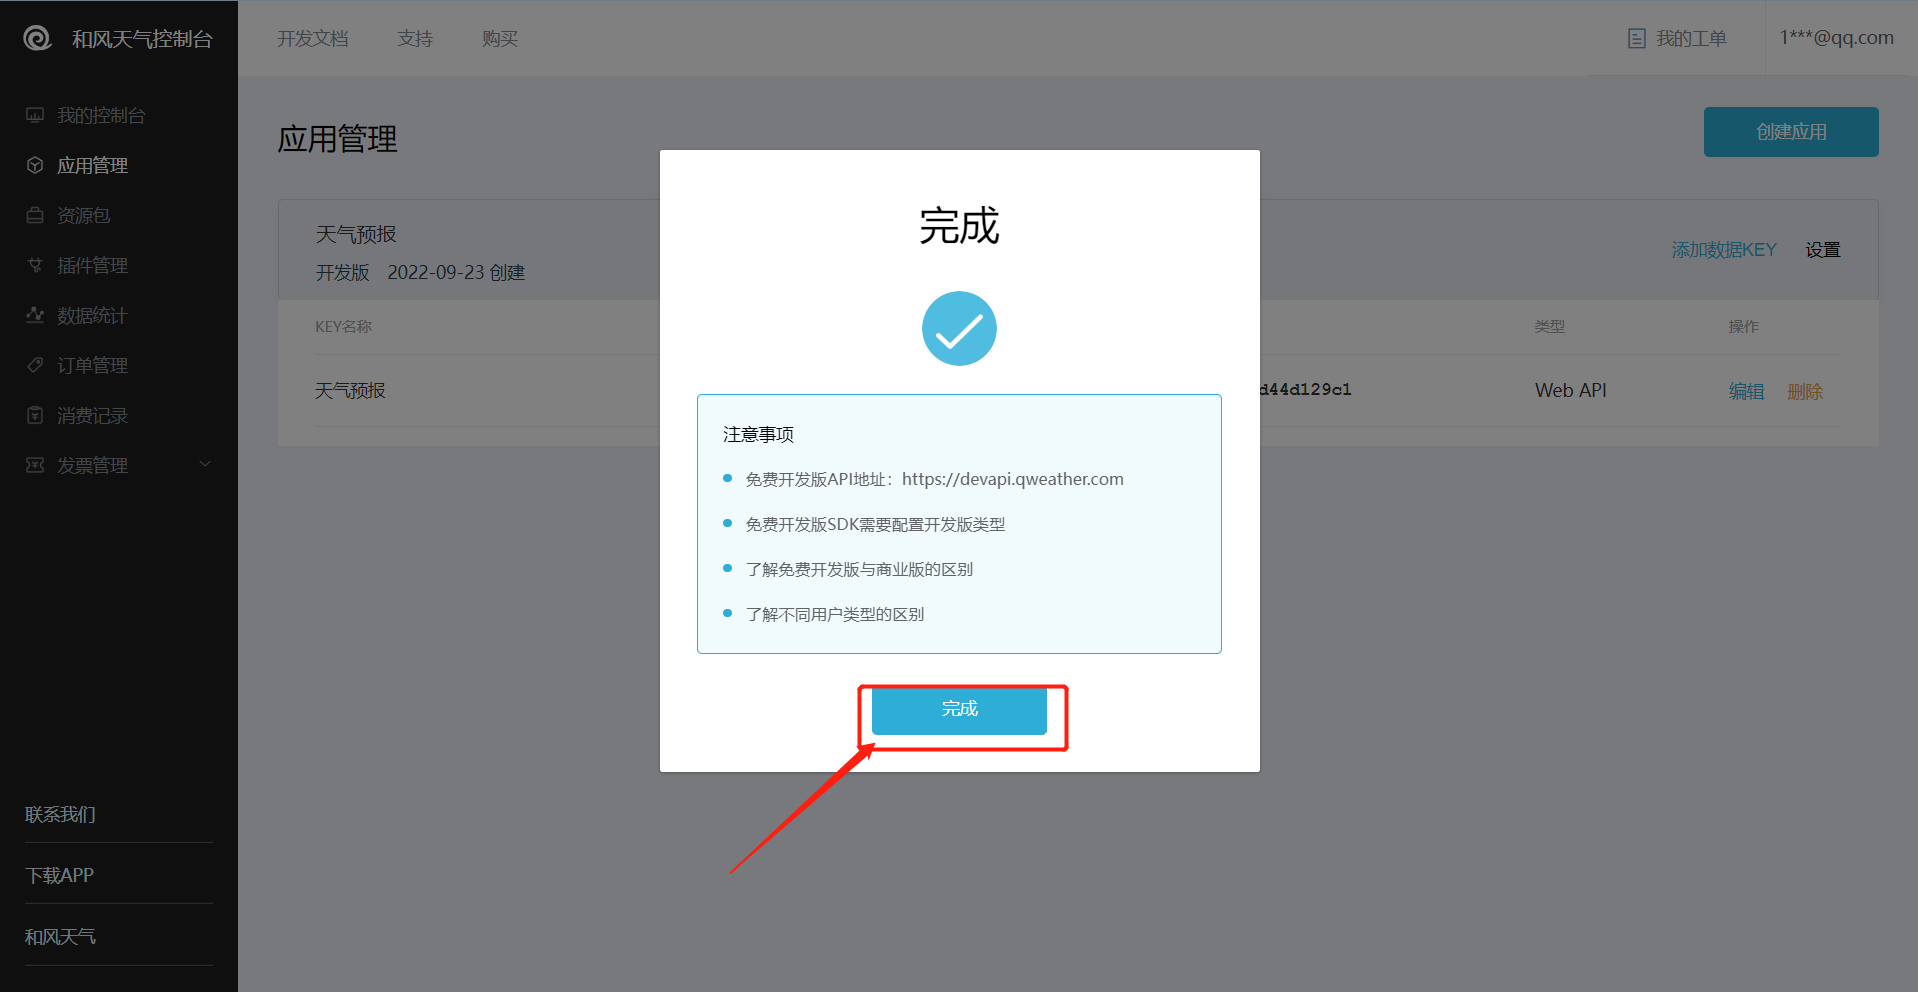 和风天气控制台
开发文档 支持 购买
我的工单
1***@qq.com
我的控制台
应用管理
资源包
插件管理
数据统计
订单管理
消费记录
发票管理
联系我们
下载APP
和风天气
应用管理
创建应用
天气预报
开发版 2022-09-23 创建
添加数据KEY 设置
KEY名称 类型 操作
天气预报 d44d129c1 Web API 编辑 删除
完成
注意事项
免费开发版API地址：https://devapi.qweather.com
免费开发版SDK需要配置开发版类型
了解免费开发版与商业版的区别
了解不同用户类型的区别
完成